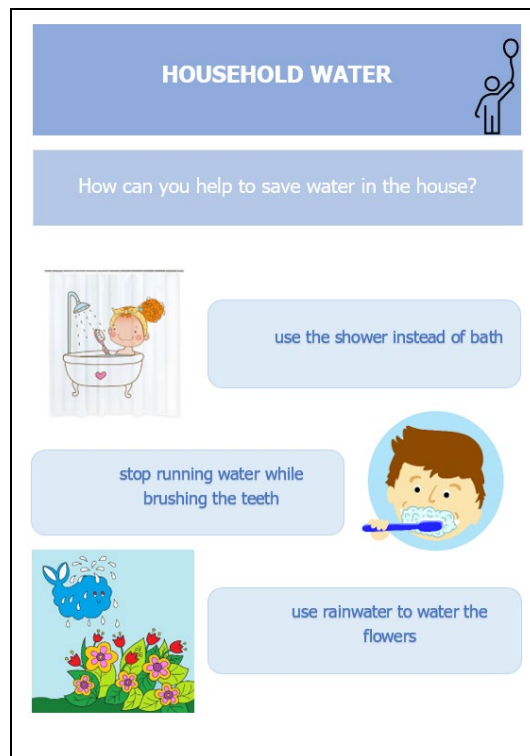 HOUSEHOLD WATER
How can you help to save water in the house?
use the shower instead of bath
stop running water while
brushing the teeth
use rainwater to water the
flowers